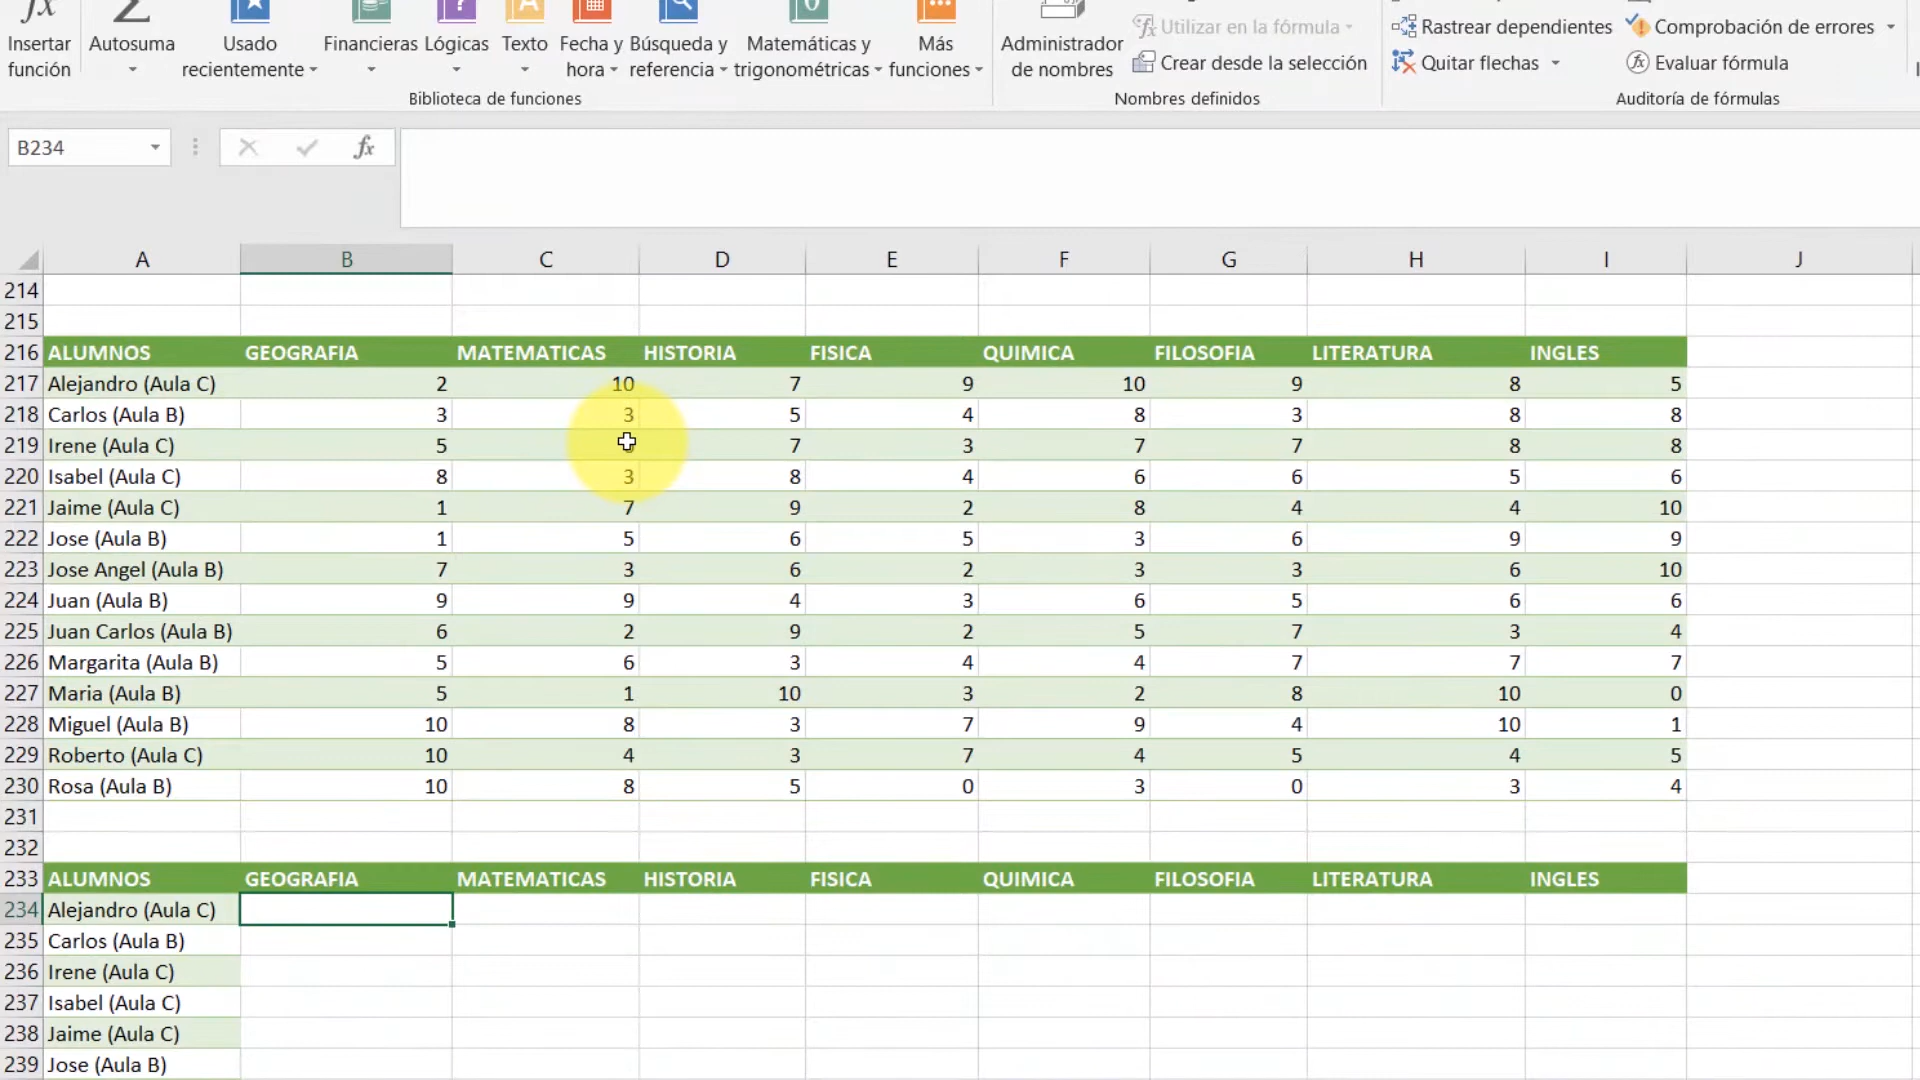 Insertar función
Autosuma
Usado recientemente
Financieras
Lógicas
Texto
Fecha y hora
Búsqueda y referencia
Matemáticas y trigonométricas
Más funciones
Biblioteca de funciones
Administrador de nombres
Utilizar en la fórmula
Crear desde la selección
Nombres definidos
Rastrear dependientes
Quitar flechas
Comprobación de errores
Evaluar fórmula
Auditoría de fórmulas
B234
fx
A B C D E F G H I J
214
215
216 ALUMNOS GEOGRAFIA MATEMATICAS HISTORIA FISICA QUIMICA FILOSOFIA LITERATURA INGLES
217 Alejandro (Aula C) 2 10 7 9 10 9 8 5
218 Carlos (Aula B) 3 3 5 4 8 3 8 8
219 Irene (Aula C) 5 7 3 7 7 8 8
220 Isabel (Aula C) 8 3 8 4 6 6 5 6
221 Jaime (Aula C) 1 7 9 2 8 4 4 10
222 Jose (Aula B) 1 5 6 5 3 6 9 9
223 Jose Angel (Aula B) 7 3 6 2 3 3 6 10
224 Juan (Aula B) 9 9 4 3 6 5 6 6
225 Juan Carlos (Aula B) 6 2 9 2 5 7 3 4
226 Margarita (Aula B) 5 6 3 4 4 7 7 7
227 Maria (Aula B) 5 1 10 3 2 8 10 0
228 Miguel (Aula B) 10 8 3 7 9 4 10 1
229 Roberto (Aula C) 10 4 3 7 4 5 4 5
230 Rosa (Aula B) 10 8 5 0 3 0 3 4
231
232
233 ALUMNOS GEOGRAFIA MATEMATICAS HISTORIA FISICA QUIMICA FILOSOFIA LITERATURA INGLES
234 Alejandro (Aula C)
235 Carlos (Aula B)
236 Irene (Aula C)
237 Isabel (Aula C)
238 Jaime (Aula C)
239 Jose (Aula B)